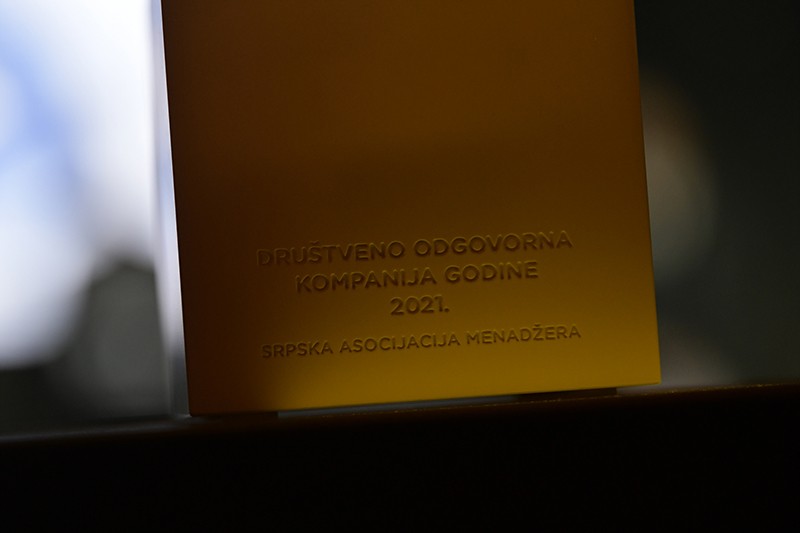 DRUŠTVENO ODGOVORNA
KOMPANIJA GODINE
2021.
SRPSKA ASOCIJACIJA MENADŽERA